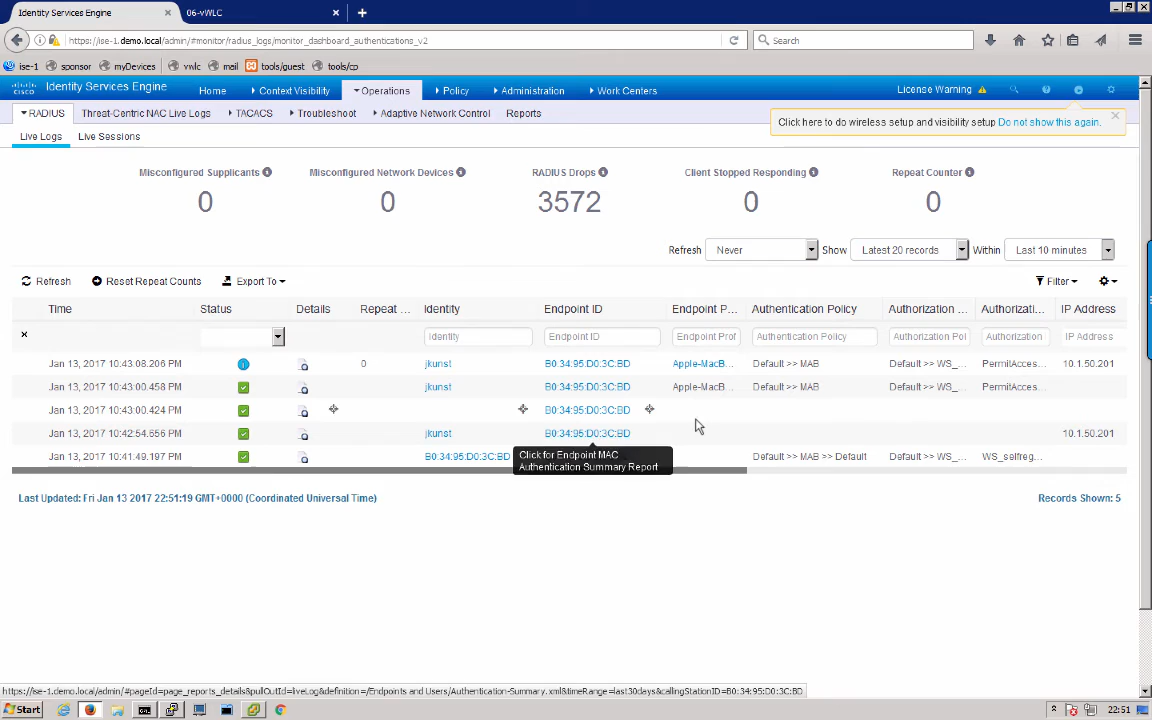 Identity Services Engine
06-vWLC
https://ise-1.demo.local/admin/#monitor/radius_logs/monitor_dashboard_authentications_v2
Search
ise-1 sponsor myDevices vwlc mail tools/guest tools/cp
CISCO Identity Services Engine Home Context Visibility Operations Policy Administration Work Centers License Warning
RADIUS Threat-Centric NAC Live Logs TACACS Troubleshoot Adaptive Network Control Reports
Click here to do wireless setup and visibility setup Do not show this again.
Live Logs Live Sessions
Misconfigured Supplicants Misconfigured Network Devices RADIUS Drops Client Stopped Responding Repeat Counter
0 0 3572 0 0
Refresh Never Show Latest 20 records Within Last 10 minutes
Refresh Reset Repeat Counts Export To Filter
Time Status Details Repeat ... Identity Endpoint ID Endpoint P... Authentication Policy Authorization ... Authorizati... IP Address
Identity Endpoint ID Endpoint Prof Authentication Policy Authorization Pol Authorization IP Address
Jan 13, 2017 10:43:08.206 PM 0 jkunst B0:34:95:D0:3C:BD Apple-MacB... Default >> MAB Default >> WS_... PermitAcces... 10.1.50.201
Jan 13, 2017 10:43:00.458 PM jkunst B0:34:95:D0:3C:BD Apple-MacB... Default >> MAB Default >> WS_... PermitAcces...
Jan 13, 2017 10:43:00.424 PM B0:34:95:D0:3C:BD
Jan 13, 2017 10:42:54.656 PM jkunst B0:34:95:D0:3C:BD 10.1.50.201
Jan 13, 2017 10:41:49.197 PM B0:34:95:D0:3C:BD Default >> MAB >> Default Default >> WS_... WS_selfreg...
Click for Endpoint MAC
Authentication Summary Report
Last Updated: Fri Jan 13 2017 22:51:19 GMT+0000 (Coordinated Universal Time) Records Shown: 5
https://ise-1.demo.local/admin/#pageId=page_reports_details&pullOutId=liveLog&definition=/Endpoints and Users/Authentication-Summary.xml&timeRange=last30days&callingStationID=B0:34:95:D0:3C:BD
Start 22:51